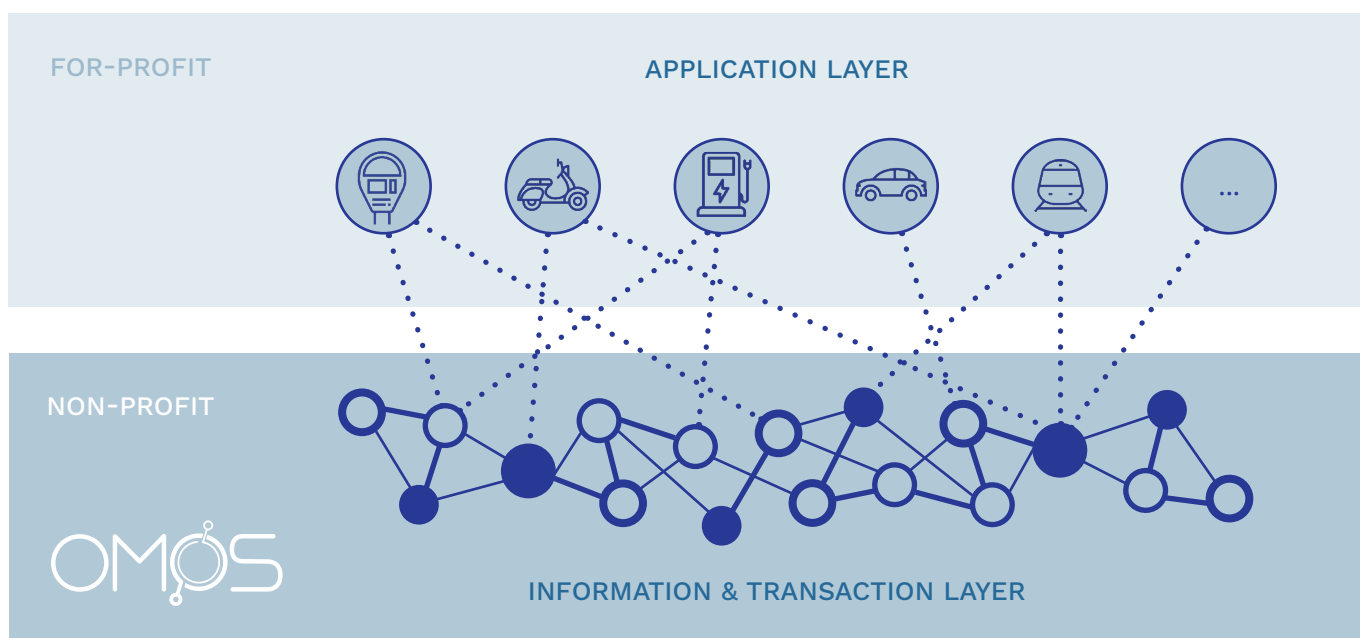 FOR-PROFIT
APPLICATION LAYER
...
NON-PROFIT
OMOS
INFORMATION & TRANSACTION LAYER